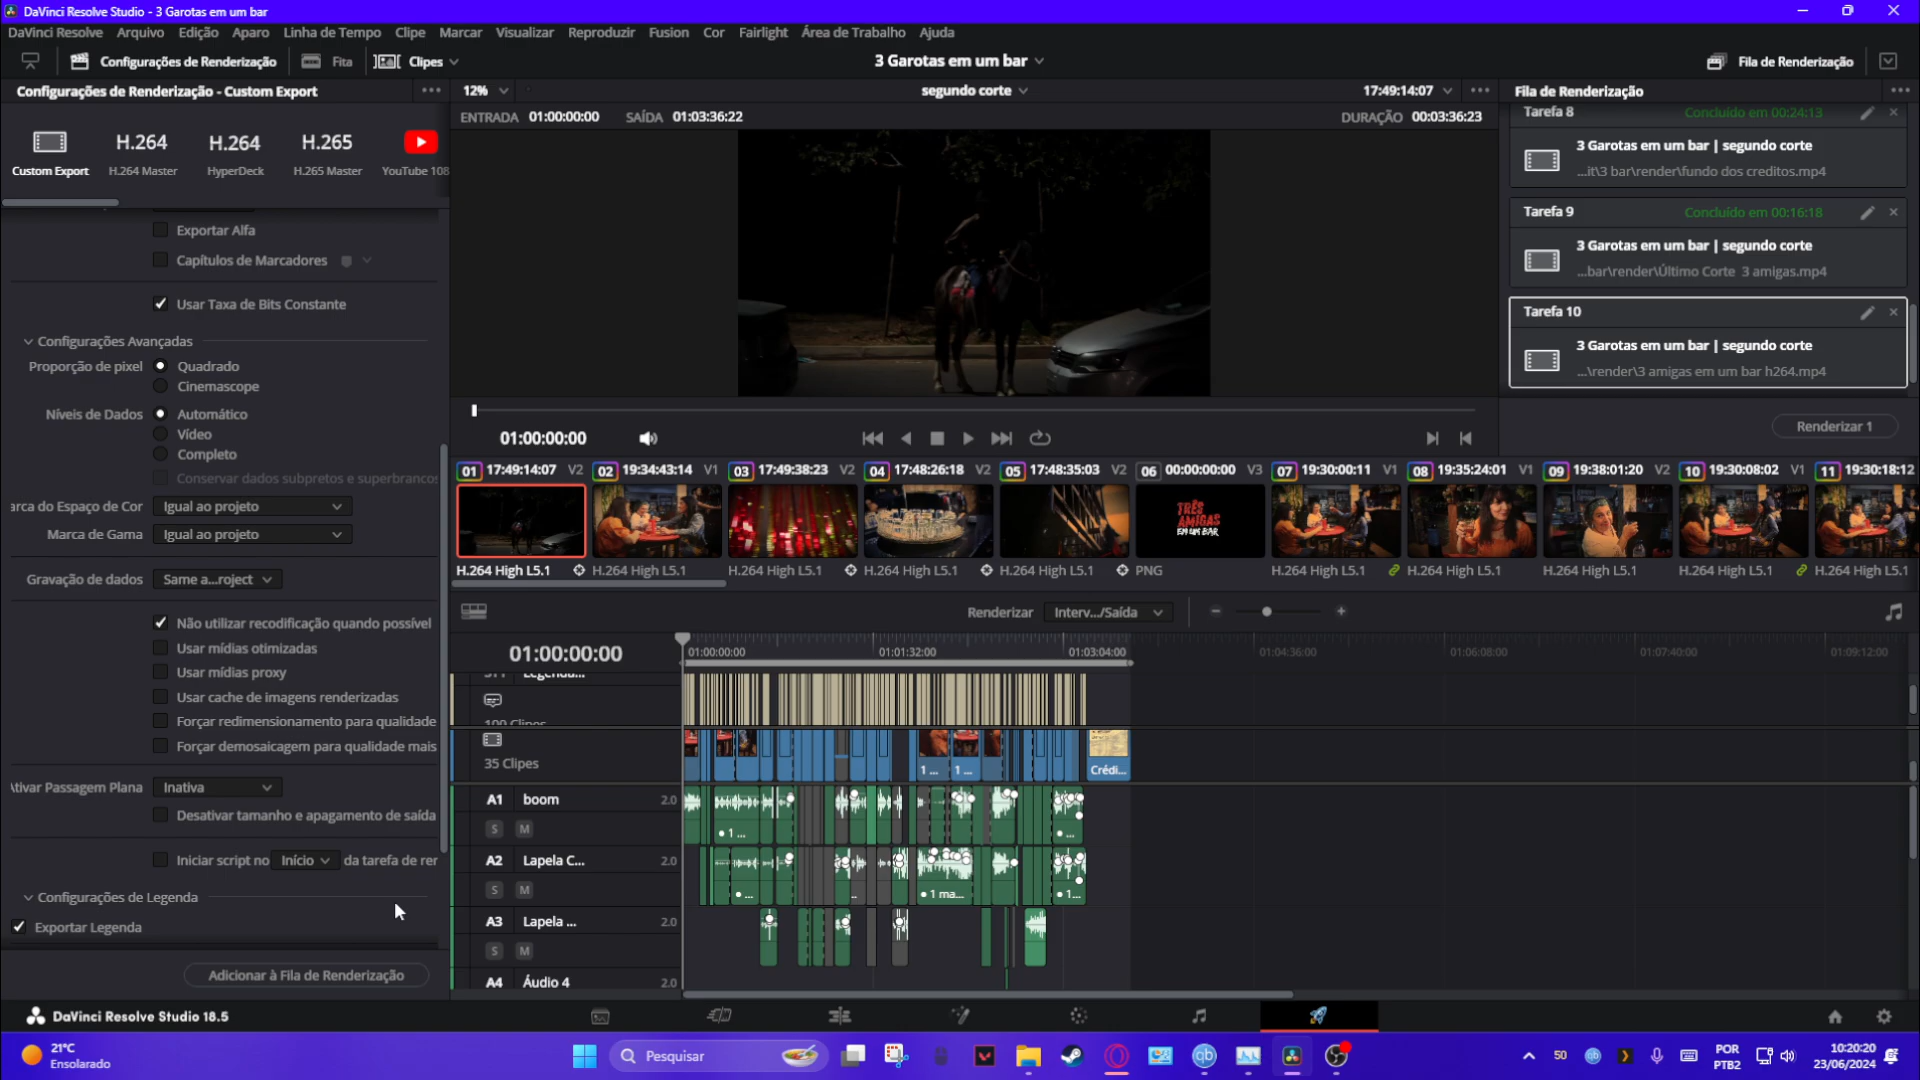 DaVinci Resolve Studio - 3 Garotas em um bar
DaVinci Resolve Arquivo Edição Aparo Linha de Tempo Clipe Marcar Visualizar Reproduzir Fusion Cor Fairlight Área de Trabalho Ajuda
Configurações de Renderização Fita Clipes 3 Garotas em um bar Fila de Renderização
Configurações de Renderização - Custom Export 12% segundo corte 17:49:14:07 Fila de Renderização
ENTRADA 01:00:00:00 SAÍDA 01:03:36:22 DURAÇÃO 00:03:36:23
H.264 H.264 H.265
Custom Export H.264 Master HyperDeck H.265 Master YouTube 108
Tarefa 8 Concluído em 00:24:13
3 Garotas em um bar | segundo corte
...it\3 bar\render\fundo dos creditos.mp4
Tarefa 9 Concluído em 00:16:18
3 Garotas em um bar | segundo corte
...bar\render\Último Corte 3 amigas.mp4
Tarefa 10
3 Garotas em um bar | segundo corte
...\render\3 amigas em um bar h264.mp4
Renderizar 1
Exportar Alfa
Capítulos de Marcadores
Usar Taxa de Bits Constante
Configurações Avançadas
Proporção de pixel Quadrado
Cinemascope
Níveis de Dados Automático
Vídeo
Completo
Conservar dados subpretos e superbrancos
arca do Espaço de Cor Igual ao projeto
Marca de Gama Igual ao projeto
Gravação de dados Same a...roject
Não utilizar recodificação quando possível
Usar mídias otimizadas
Usar mídias proxy
Usar cache de imagens renderizadas
Forçar redimensionamento para qualidade
Forçar demosaicagem para qualidade mais
Ativar Passagem Plana Inativa
Desativar tamanho e apagamento de saída
Iniciar script no Início da tarefa de rer
Configurações de Legenda
Exportar Legenda
Adicionar à Fila de Renderização
01:00:00:00
01 17:49:14:07 V2 02 19:34:43:14 V1 03 17:49:38:23 V2 04 17:48:26:18 V2 05 17:48:35:03 V2 06 00:00:00:00 V3 07 19:30:00:11 V1 08 19:35:24:01 V1 09 19:38:01:20 V2 10 19:30:08:02 V1 11 19:30:18:12
TRÊS
AMIGAS
EM UM BAR
H.264 High L5.1 H.264 High L5.1 H.264 High L5.1 H.264 High L5.1 H.264 High L5.1 PNG H.264 High L5.1 H.264 High L5.1 H.264 High L5.1 H.264 High L5.1 H.264 High L5.1
Renderizar Interv.../Saída
01:00:00:00 01:00:00:00 01:01:32:00 01:03:04:00 01:04:36:00 01:06:08:00 01:07:40:00 01:09:12:00
ST1 Legenda...
109 Clipes
35 Clipes 1 ... 1 ... Crédi...
A1 boom 2.0
S M 1 ... ...
A2 Lapela C... 2.0
S M ... .. 1 ma... 1...
A3 Lapela ... 2.0
S M
A4 Áudio 4 2.0
DaVinci Resolve Studio 18.5
21°C
Ensolarado
Pesquisar
50
POR
PTB2
10:20:20
23/06/2024